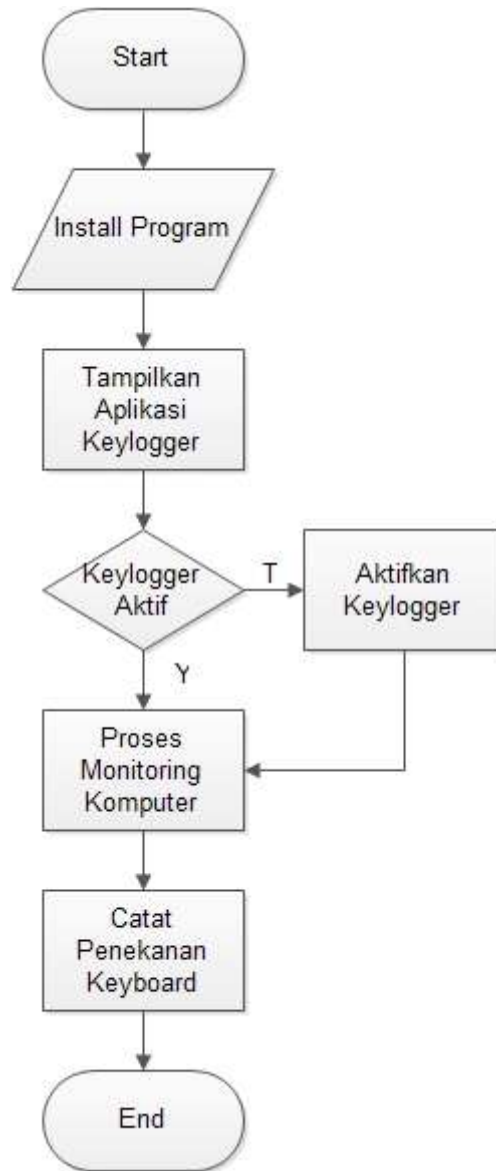 Start
Install Program
Tampilkan
Aplikasi
Keylogger
Keylogger
Aktif
T
Aktifkan
Keylogger
Y
Proses
Monitoring
Komputer
Catat
Penekanan
Keyboard
End